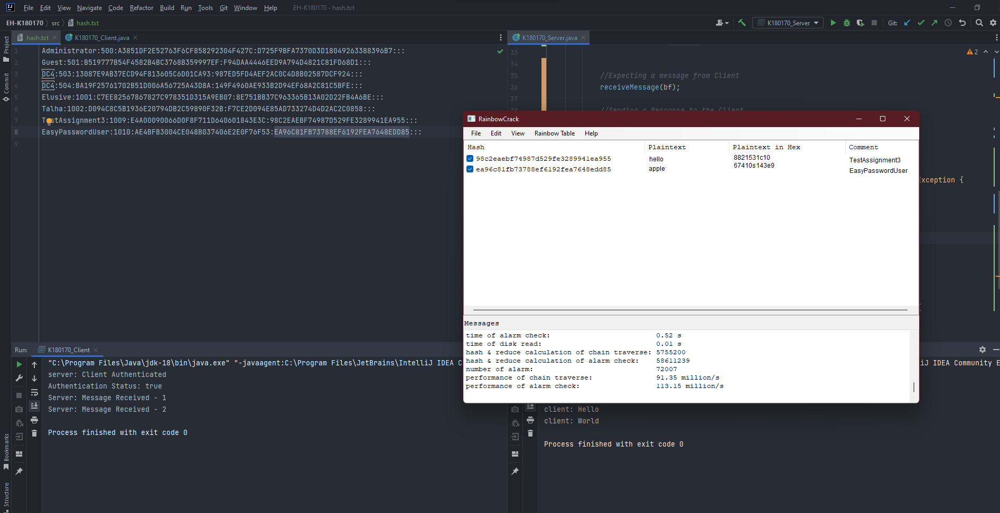 File Edit View Navigate Code Refactor Build Run Tools Git Window Help EH-K180170 - hash.txt
EH-K180170 src hash.txt
K180170_Server
Git:
Project
Commit
Bookmarks
Structure
hash.txt
K180170_Client.java
K180170_Server.java
1 Administrator:500:A3851DF2E52763F6CF858292304F427C:D725F9BFA7370D3D18049263388396B7:::
2 Guest:501:B519777B54F4582B4BC3768B359997EF:F94DAA4446EED9A794D4821C81FD68D1:::
3 DC4:503:13087E9AB37ECD94F813605C6D01CA93:987ED5FD4AEF2AC0C4D8B02587DCF924:::
4 DC4:504:BA19F25761702B51D006A56725A43D8A:149F4960AE933B2D94EF68A2C81C5BFE:::
5 Elusive:1001:C7EE82567867827C978351D315A9EB07:8E751BB37C963365B13A02D22FB4A6BE:::
6 Talha:1002:D094C8C5B1936E20794DB2C59890F32B:F7CE2D094E85AD733274D4D2AC2C0858:::
7 TestAssignment3:1009:E4A00090066D0F8F711D640601843E3C:98C2EAEBF74987D529FE3289941EA955:::
8 EasyPasswordUser:1010:AE4BFB3004CE048B037406E2E0F76F53:EA96C81FB73788EF6192FEA7648EDD85:::
9
2
33
34
35 //Expecting a message from Client
36 receiveMessage(bf);
37
38 //Sending a Response to the Client
Exception {
RainbowCrack
File Edit View Rainbow Table Help
Hash Plaintext Plaintext in Hex Comment
98c2eaebf74987d529fe3289941ea955 hello 8821531c10 TestAssignment3
ea96c81fb73788ef6192fea7648edd85 apple 67410s143e9 EasyPasswordUser
Messages
time of alarm check: 0.52 s
time of disk read: 0.01 s
hash & reduce calculation of chain traverse: 5755200
hash & reduce calculation of alarm check: 58611239
number of alarm: 72007
performance of chain traverse: 91.35 million/s
performance of alarm check: 113.15 million/s
Run: K180170_Client
"C:\Program Files\Java\jdk-18\bin\java.exe" "-javaagent:C:\Program Files\JetBrains\IntelliJ IDEA C
server: Client Authenticated
Authentication Status: true
Server: Message Received - 1
Server: Message Received - 2
Process finished with exit code 0
iJ IDEA Community E
client: Hello
client: World
Process finished with exit code 0